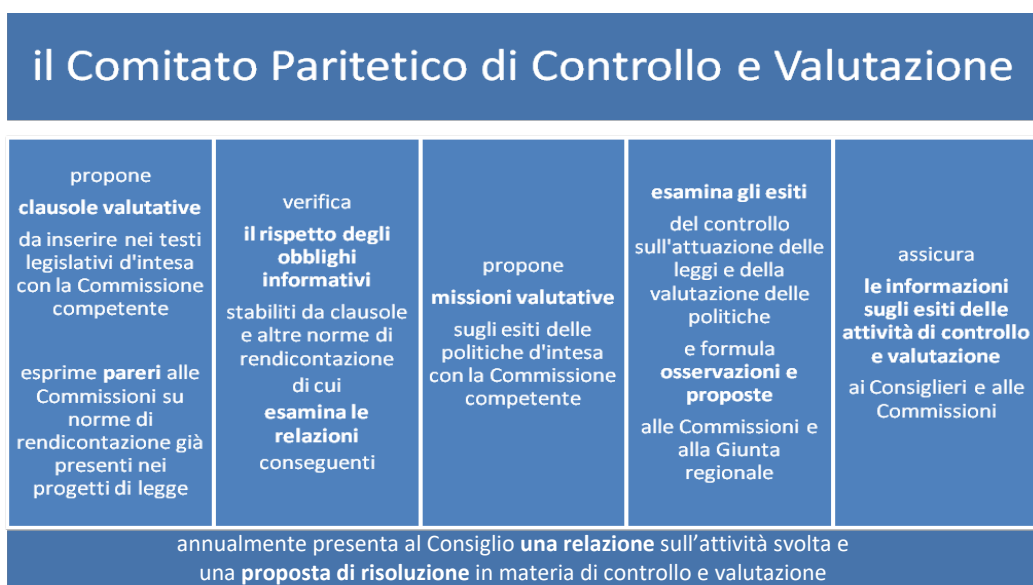 il Comitato Paritetico di Controllo e Valutazione
propone
clausole valutative
da inserire nei testi
legislativi d'intesa
con la Commissione
competente
esprime pareri alle
Commissioni su
norme di
rendicontazione già
presenti nei
progetti di legge
verifica
il rispetto degli
obblighi
informativi
stabiliti da clausole
e altre norme di
rendicontazione
di cui
esamina le
relazioni
conseguenti
propone
missioni valutative
sugli esiti delle
politiche d'intesa
con la Commissione
competente
esamina gli esiti
del controllo
sull'attuazione delle
leggi e della
valutazione delle
politiche
e formula
osservazioni e
proposte
alle Commissioni e
alla Giunta
regionale
assicura
le informazioni
sugli esiti delle
attività di controllo
e valutazione
ai Consiglieri e alle
Commissioni
annualmente presenta al Consiglio una relazione sull’attività svolta e
una proposta di risoluzione in materia di controllo e valutazione